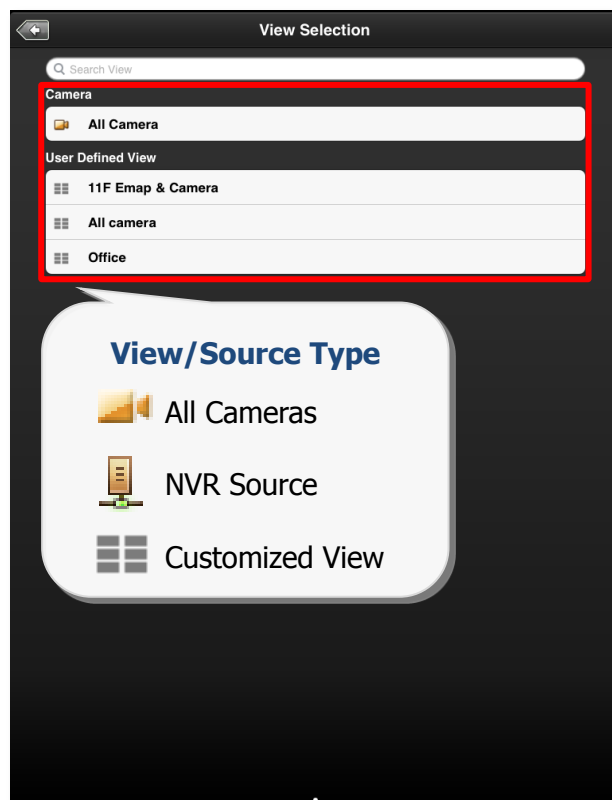 View Selection
Search View
Camera
All Camera
User Defined View
11F Emap & Camera
All camera
Office
View/Source Type
All Cameras
NVR Source
Customized View